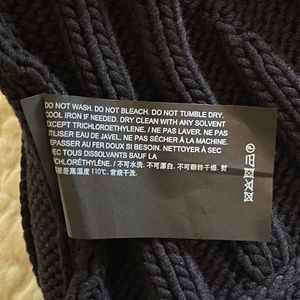 DO NOT WASH. DO NOT BLEACH. DO NOT TUMBLE DRY.
COOL IRON IF NEEDED. DRY CLEAN WITH ANY SOLVENT
EXCEPT TRICHLOROETHYLENE. / NE PAS LAVER. NE PAS
UTILISER EAU DE JAVEL. NE PAS SÉCHER À LA MACHINE.
REPASSER AU FER DOUX SI BESOIN. NETTOYER À SEC
TOUS DISSOLVANTS SAUF LA
TRICHLORÉTHYLÈNE. / 不可水洗. 不可漂白. 不可翻转干燥. 熨
最高温度110℃. 常规干洗.